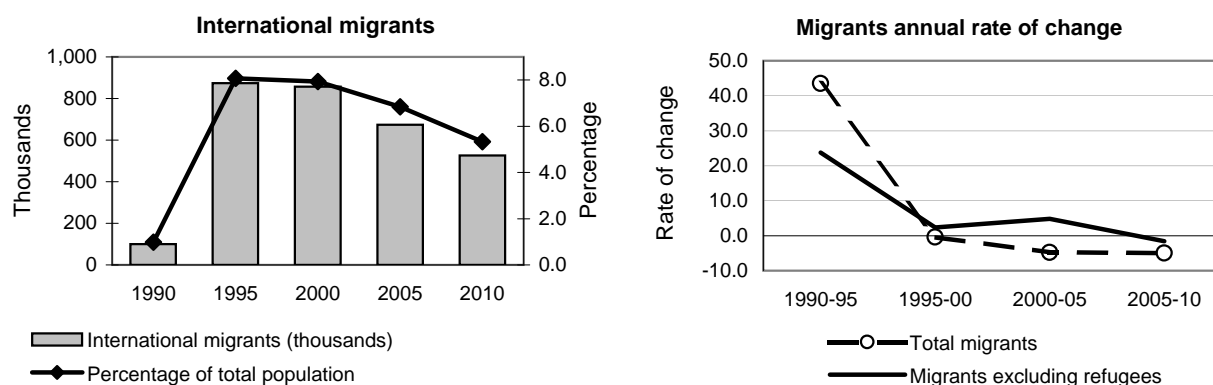 International migrants
1,000
800
600
400
200
0
Thousands
8.0
6.0
4.0
2.0
0.0
Percentage
1990 1995 2000 2005 2010
International migrants (thousands)
Percentage of total population
Migrants annual rate of change
50.0
40.0
30.0
20.0
10.0
0.0
-10.0
Rate of change
1990-95 1995-00 2000-05 2005-10
Total migrants
Migrants excluding refugees